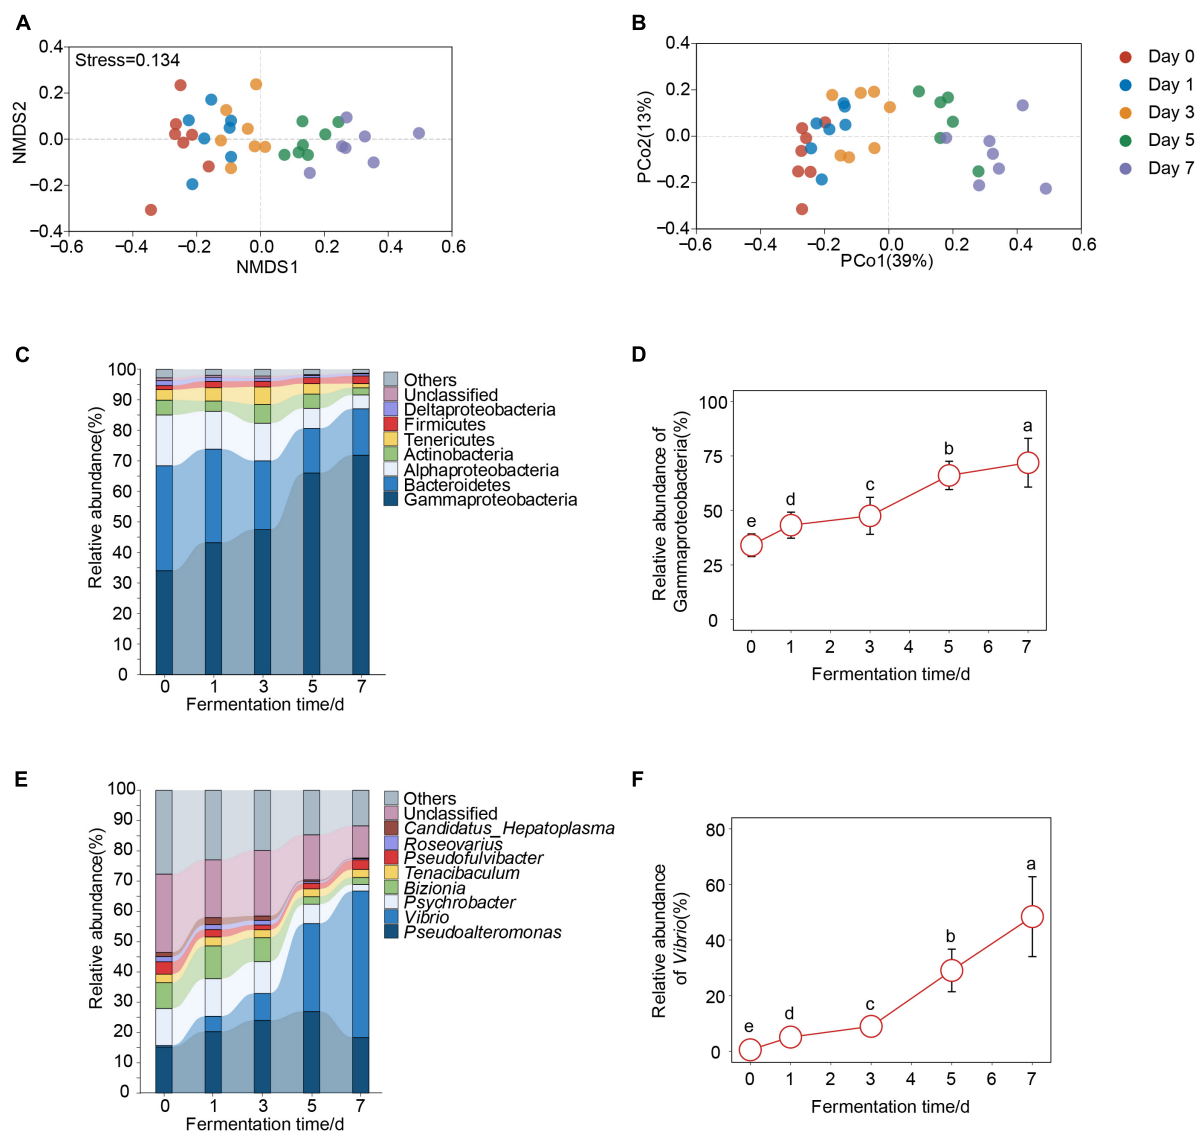 A
Stress=0.134
0.4
0.2
0.0
−0.2
−0.4
−0.6
−0.4
−0.2
0.0
0.2
0.4
0.6
NMDS2
NMDS1
B
0.4
0.2
0.0
−0.2
−0.4
−0.6
−0.4
−0.2
0.0
0.2
0.4
0.6
PCo2(13%)
PCo1(39%)
Day 0
Day 1
Day 3
Day 5
Day 7
C
100
90
80
70
60
50
40
30
20
10
0
0 1 3 5 7
Relative abundance(%)
Fermentation time/d
Others
Unclassified
Deltaproteobacteria
Firmicutes
Tenericutes
Actinobacteria
Alphaproteobacteria
Bacteroidetes
Gammaproteobacteria
D
100
75
50
25
0
e
d
c
b
a
0 1 2 3 4 5 6 7
Relative abundance of
Gammaproteobacteria(%)
Fermentation time/d
E
100
90
80
70
60
50
40
30
20
10
0
0 1 3 5 7
Relative abundance(%)
Fermentation time/d
Others
Unclassified
Candidatus_Hepatoplasma
Roseovarius
Pseudofulvibacter
Tenacibaculum
Bizionia
Psychrobacter
Vibrio
Pseudoalteromonas
F
80
60
40
20
0
e
d
c
b
a
0 1 2 3 4 5 6 7
Relative abundance
of Vibrio(%)
Fermentation time/d